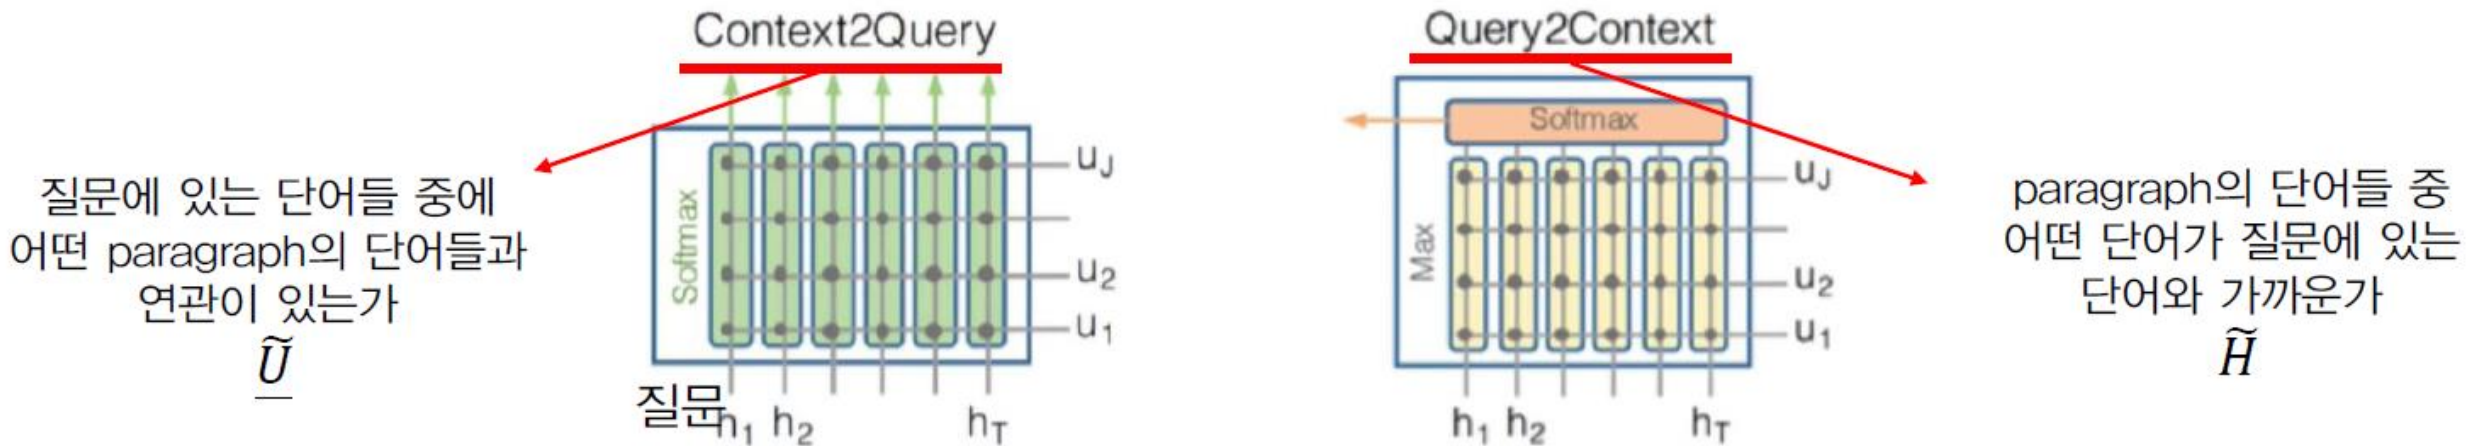 Context2Query
Query2Context
질문에 있는 단어들 중에
어떤 paragraph의 단어들과
연관이 있는가
Ũ
Softmax
u_J
u_2
u_1
질문
h_1 h_2 h_T
Softmax
Max
u_J
u_2
u_1
h_1 h_2 h_T
paragraph의 단어들 중
어떤 단어가 질문에 있는
단어와 가까운가
H̃